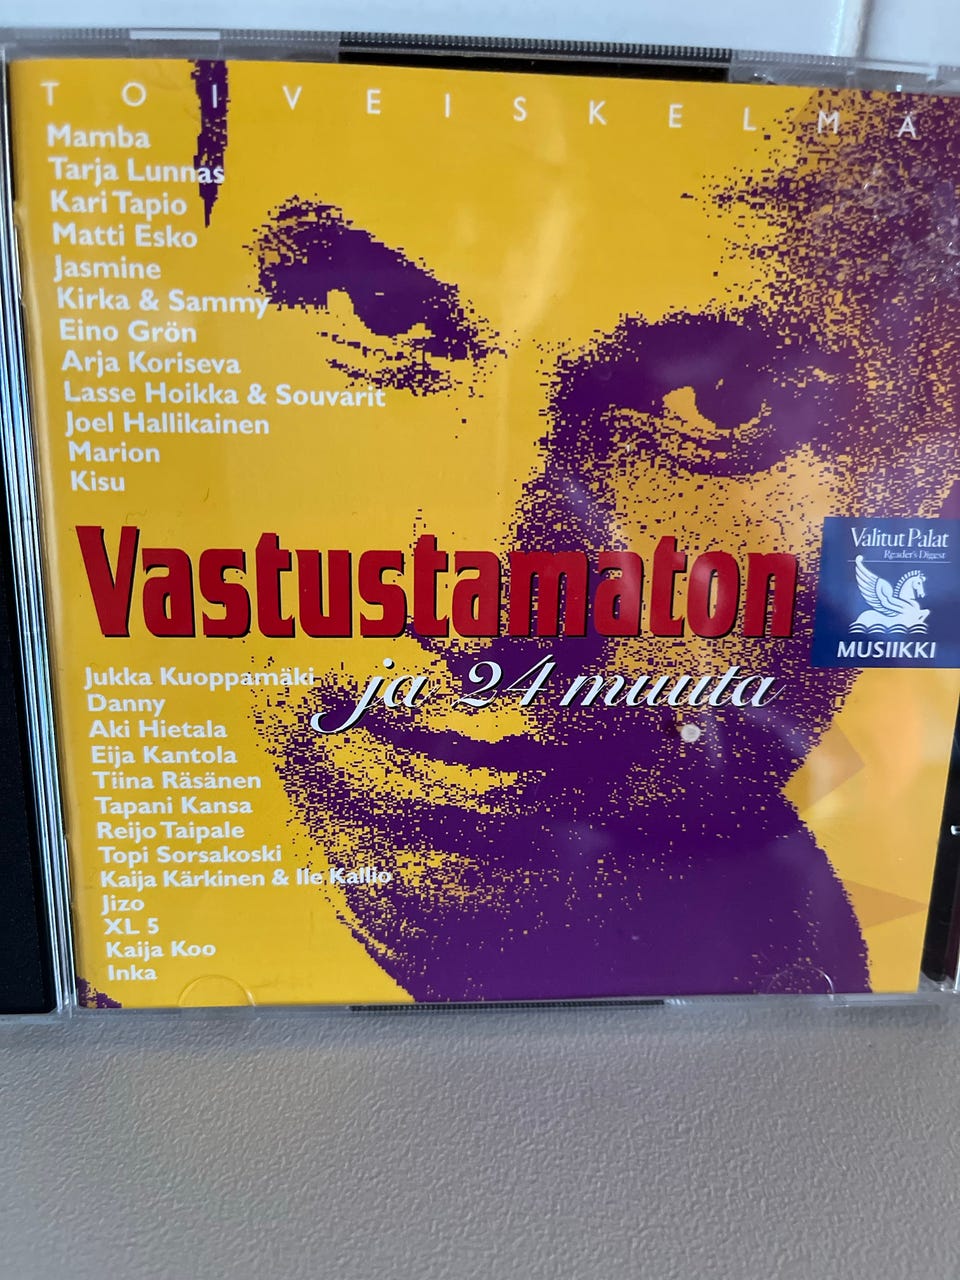 TOIVEISKELMÄ
Mamba
Tarja Lunnas
Kari Tapio
Matti Esko
Jasmine
Kirka & Sammy
Eino Grön
Arja Koriseva
Lasse Hoikka & Souvarit
Joel Hallikainen
Marion
Kisu
Vastustamaton
ja 24 muuta
Valitut Palat
Reader's Digest
MUSIIKKI
Jukka Kuoppamäki
Danny
Aki Hietala
Eija Kantola
Tiina Räsänen
Tapani Kansa
Reijo Taipale
Topi Sorsakoski
Kaija Kärkinen & Ile Kallio
Jizo
XL 5
Kaija Koo
Inka